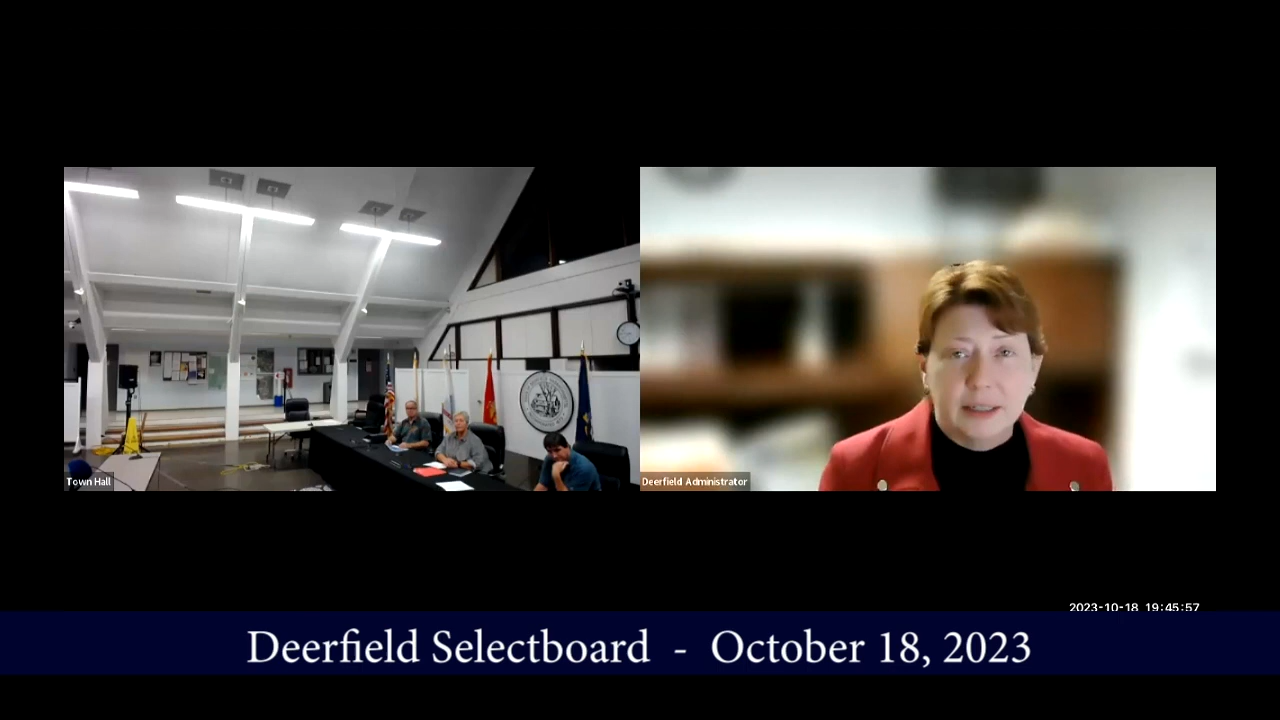 Town Hall
Deerfield Administrator
2023-10-18 19:45:57
Deerfield Selectboard - October 18, 2023